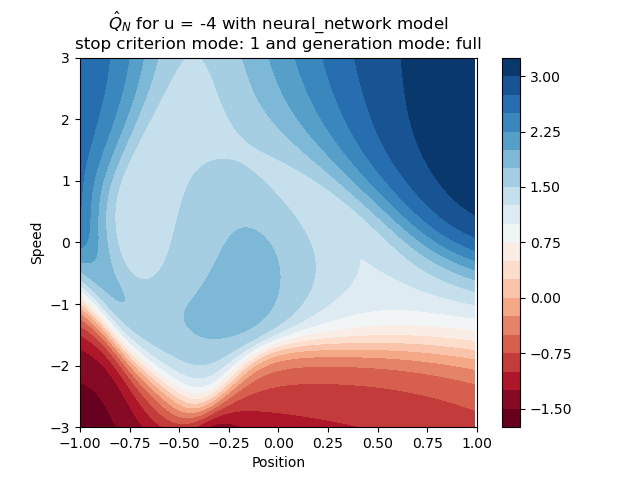 $\hat{Q}_N$ for u = -4 with neural_network model
stop criterion mode: 1 and generation mode: full
3
2
1
0
−1
−2
−3
Speed
−1.00 −0.75 −0.50 −0.25 0.00 0.25 0.50 0.75 1.00
Position
3.00
2.25
1.50
0.75
0.00
−0.75
−1.50